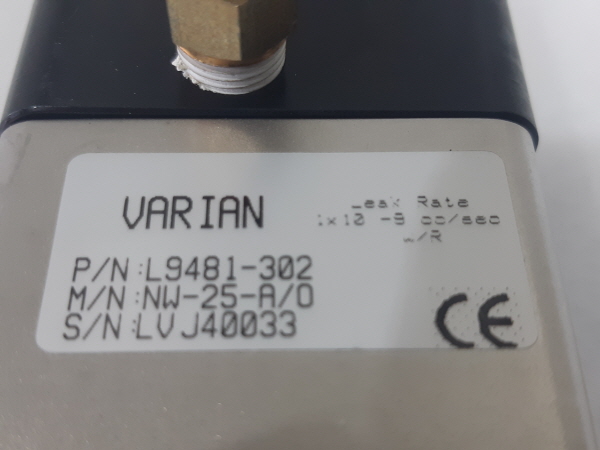 VARIAN
Leak Rate
1x10 -9 cc/sec
w/R
P/N:L9481-302
M/N:NW-25-A/O
S/N:LVJ40033
CE